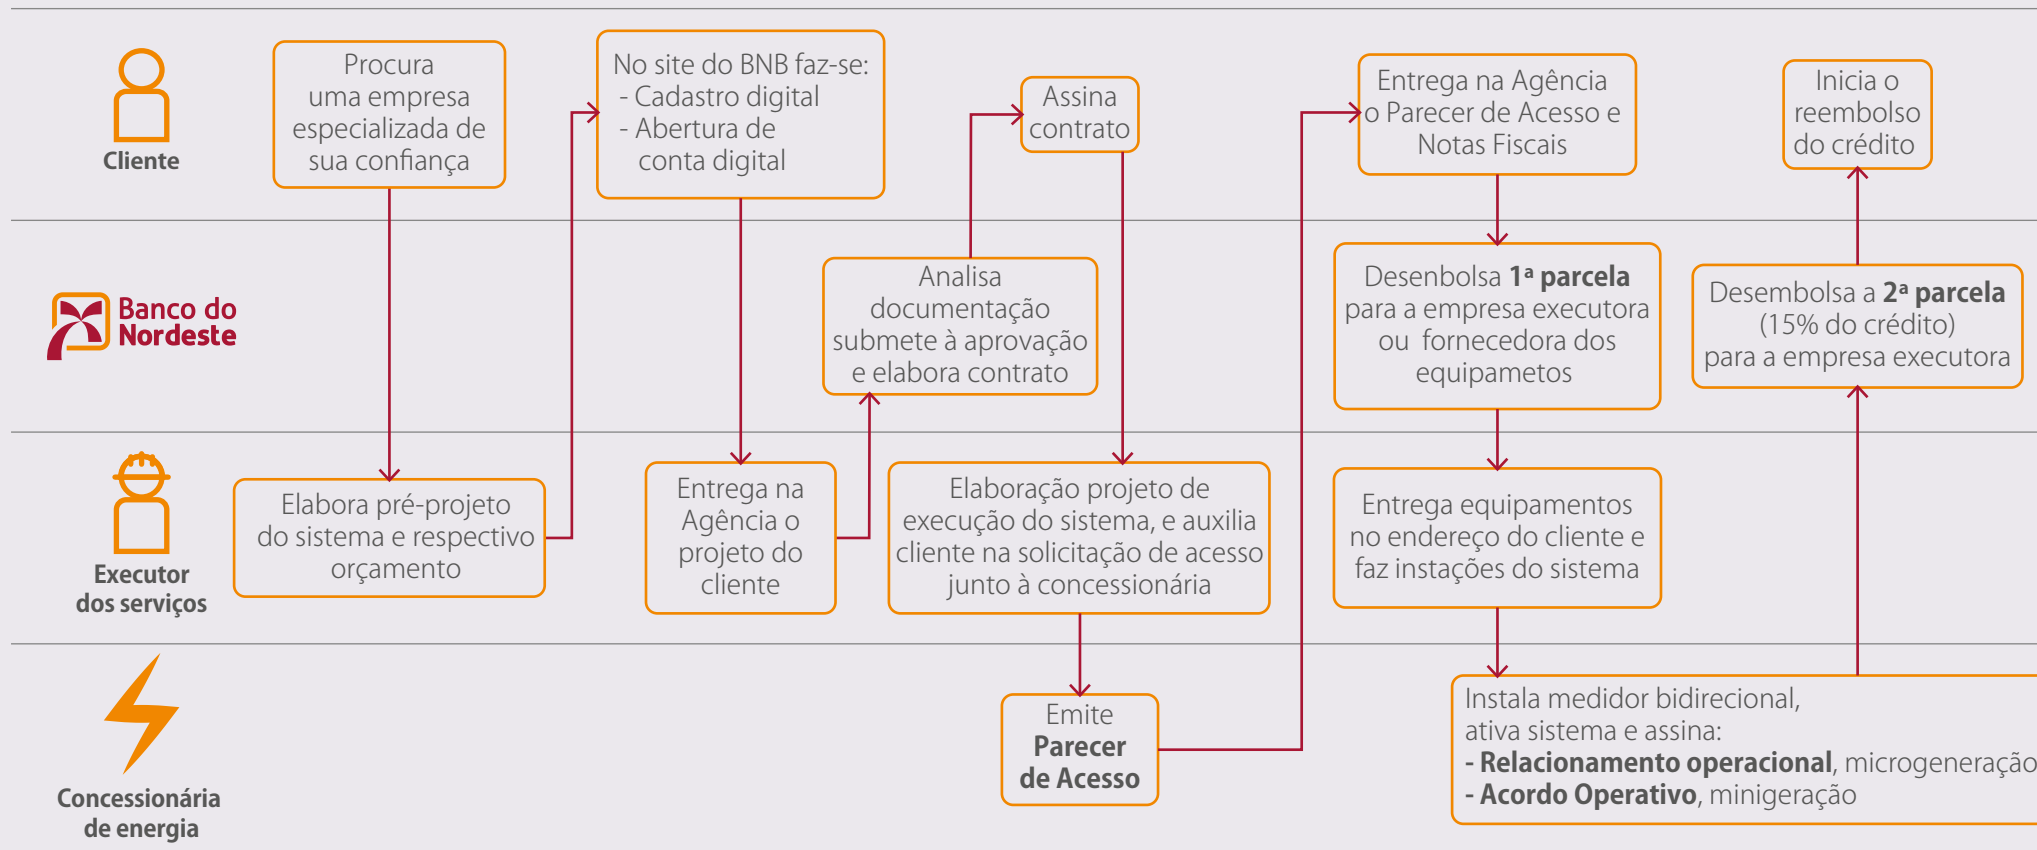 Cliente
Procura
uma empresa
especializada de
sua confiança
No site do BNB faz-se:
- Cadastro digital
- Abertura de
conta digital
Assina
contrato
Entrega na Agência
o Parecer de Acesso e
Notas Fiscais
Inicia o
reembolso
do crédito
Banco do
Nordeste
Analisa
documentação
submete à aprovação
e elabora contrato
Desenbolsa 1ª parcela
para a empresa executora
ou fornecedora dos
equipametos
Desembolsa a 2ª parcela
(15% do crédito)
para a empresa executora
Executor
dos serviços
Elabora pré-projeto
do sistema e respectivo
orçamento
Entrega na
Agência o
projeto do
cliente
Elaboração projeto de
execução do sistema, e auxilia
cliente na solicitação de acesso
junto à concessionária
Entrega equipamentos
no endereço do cliente e
faz instações do sistema
Concessionária
de energia
Emite
Parecer
de Acesso
Instala medidor bidirecional,
ativa sistema e assina:
- Relacionamento operacional, microgeneração
- Acordo Operativo, minigeração